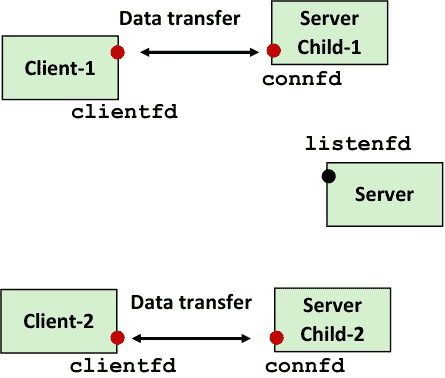 Data transfer
Server
Child-1
Client-1
clientfd
connfd
listenfd
Server
Data transfer
Server
Child-2
Client-2
clientfd
connfd